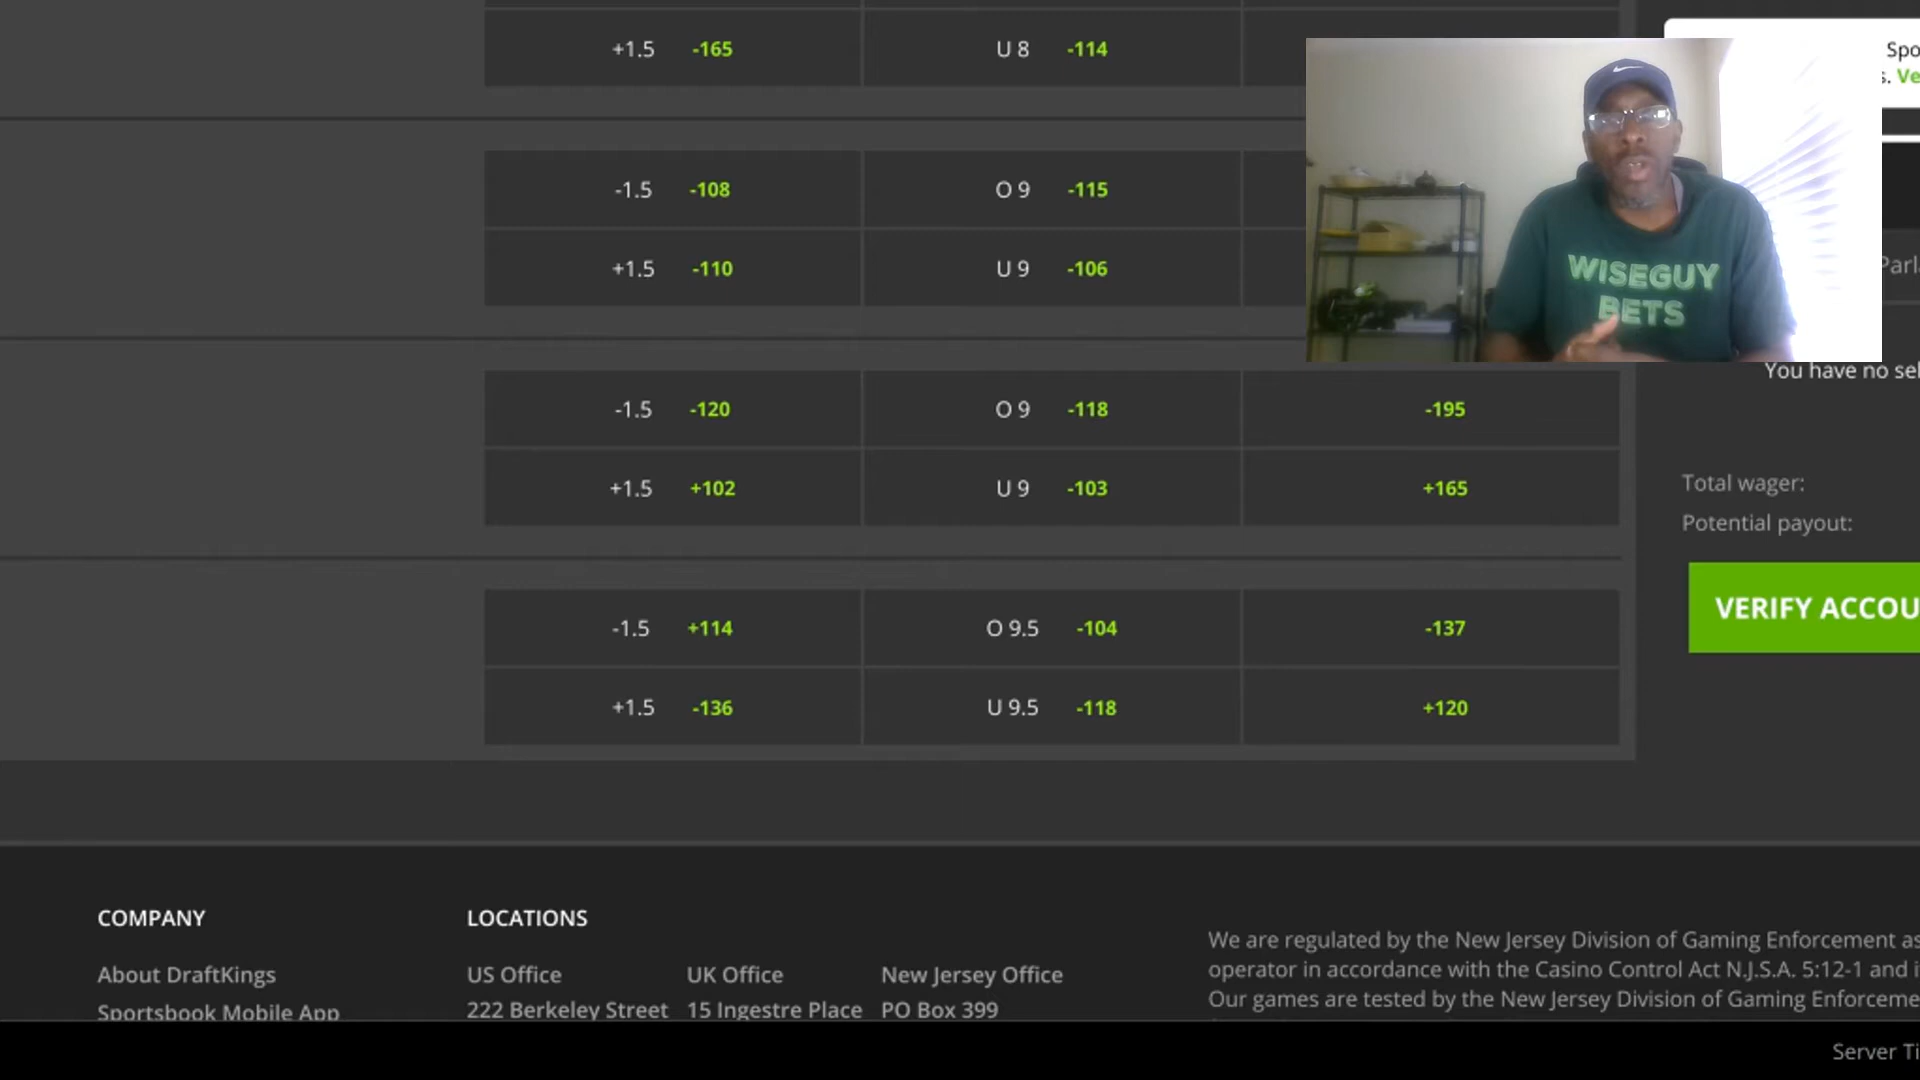 +1.5 -165 U 8 -114
-1.5 -108 O 9 -115
+1.5 -110 U 9 -106
-1.5 -120 O 9 -118 -195
+1.5 +102 U 9 -103 +165
-1.5 +114 O 9.5 -104 -137
+1.5 -136 U 9.5 -118 +120
WISEGUY
BETS
You have no
Total wager:
Potential payout:
VERIFY
COMPANY
About DraftKings
Sportsbook Mobile App
LOCATIONS
US Office
222 Berkeley Street
UK Office
15 Ingestre Place
New Jersey Office
PO Box 399
We are regulated by the New Jersey Division of Gaming Enforcement as
operator in accordance with the Casino Control Act N.J.S.A. 5:12-1 and
Our games are tested by the New Jersey Division of Gaming
Server